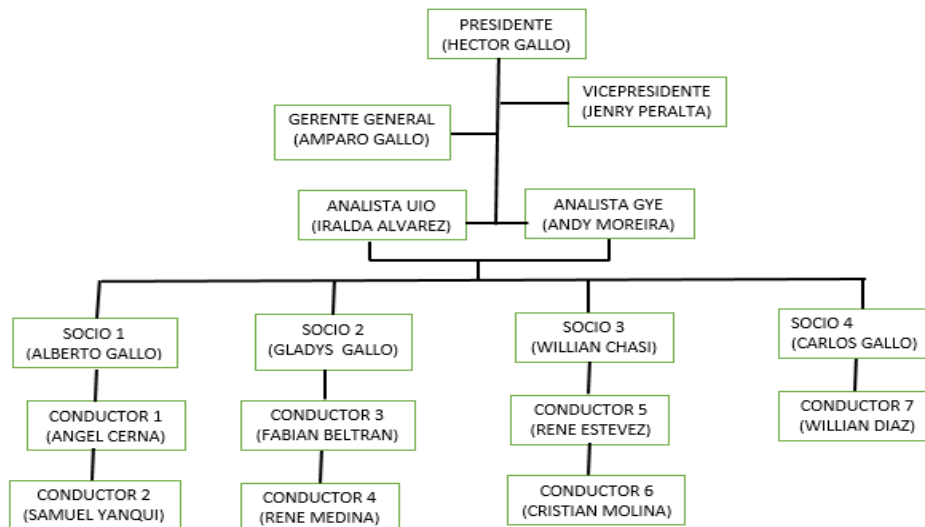 PRESIDENTE
(HECTOR GALLO)
VICEPRESIDENTE
(JENRY PERALTA)
GERENTE GENERAL
(AMPARO GALLO)
ANALISTA UIO
(IRALDA ALVAREZ)
ANALISTA GYE
(ANDY MOREIRA)
SOCIO 1
(ALBERTO GALLO)
SOCIO 2
(GLADYS GALLO)
SOCIO 3
(WILLIAN CHASI)
SOCIO 4
(CARLOS GALLO)
CONDUCTOR 1
(ANGEL CERNA)
CONDUCTOR 3
(FABIAN BELTRAN)
CONDUCTOR 5
(RENE ESTEVEZ)
CONDUCTOR 7
(WILLIAN DIAZ)
CONDUCTOR 2
(SAMUEL YANQUI)
CONDUCTOR 4
(RENE MEDINA)
CONDUCTOR 6
(CRISTIAN MOLINA)